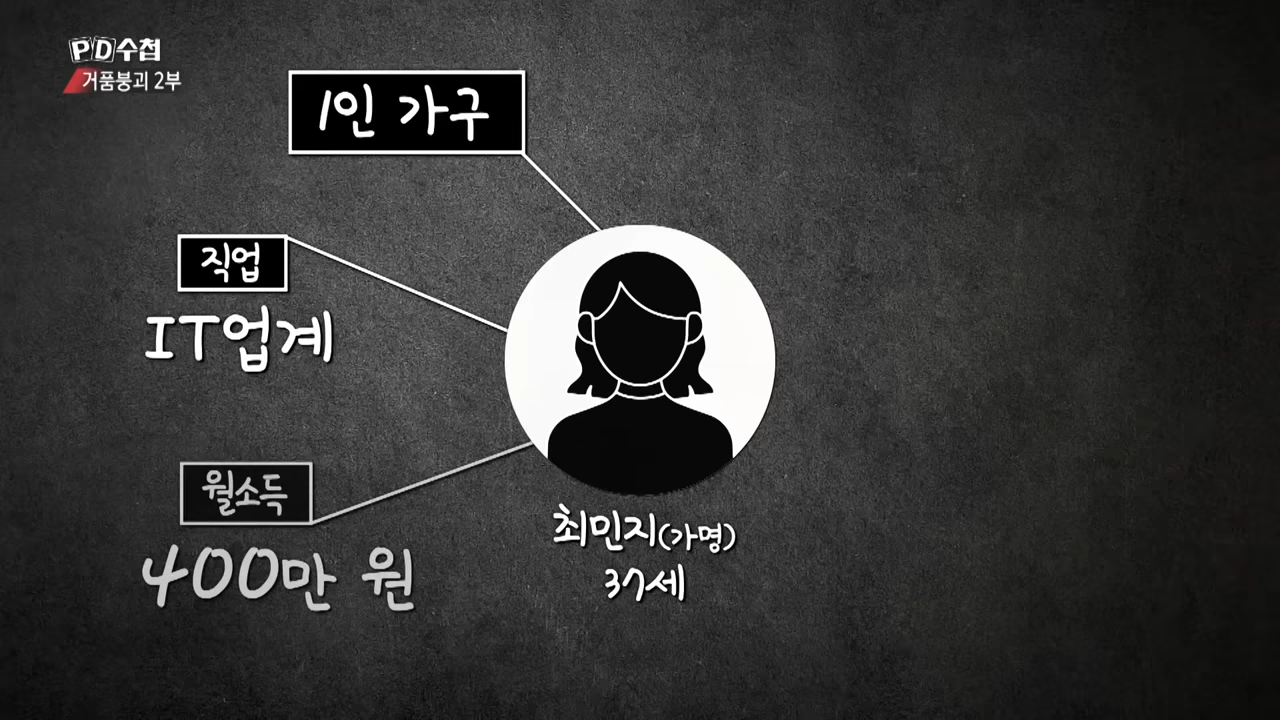 PD수첩
거품붕괴 2부
1인 가구
직업
IT업계
월소득
400만 원
최민지(가명)
37세